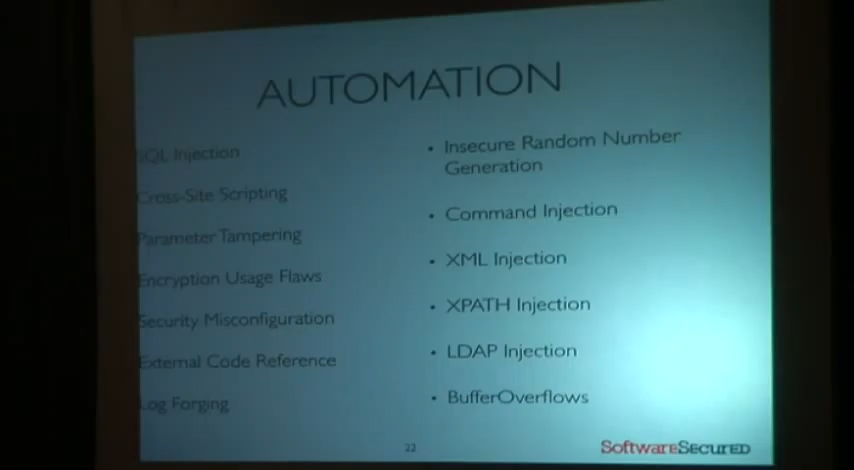 AUTOMATION
SQL Injection
Cross-Site Scripting
Parameter Tampering
Encryption Usage Flaws
Security Misconfiguration
External Code Reference
Log Forging
• Insecure Random Number
Generation
• Command Injection
• XML Injection
• XPATH Injection
• LDAP Injection
• BufferOverflows
22
SoftwareSecured